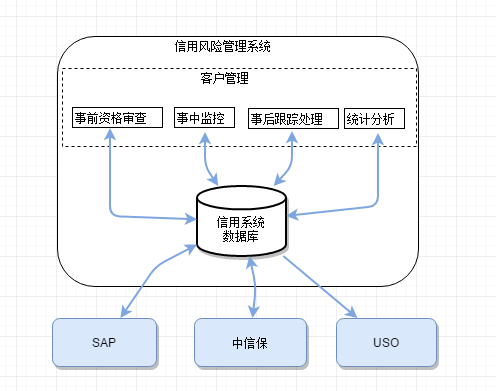 信用风险管理系统
客户管理
事前资格审查
事中监控
事后跟踪处理
统计分析
信用系统
数据库
SAP
中信保
USO